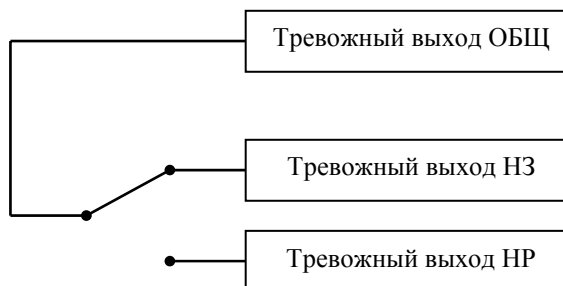 Тревожный выход ОБЩ
Тревожный выход НЗ
Тревожный выход НР